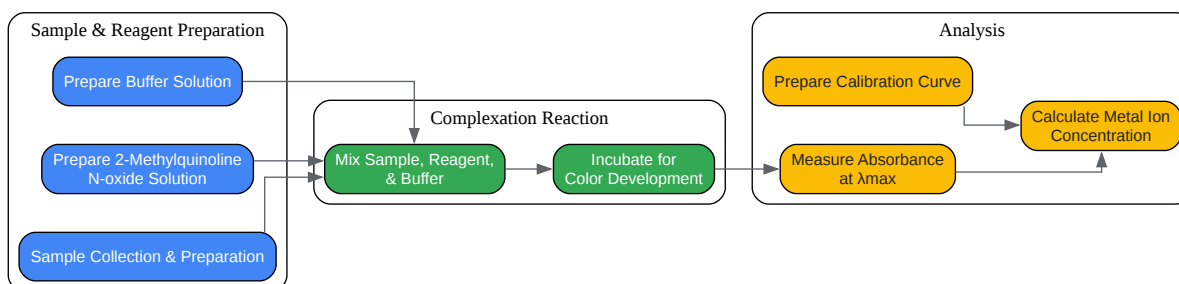 Sample & Reagent Preparation
Prepare Buffer Solution
Prepare 2-Methylquinoline
N-oxide Solution
Sample Collection & Preparation
Complexation Reaction
Mix Sample, Reagent,
& Buffer
Incubate for
Color Development
Analysis
Prepare Calibration Curve
Measure Absorbance
at λmax
Calculate Metal Ion
Concentration